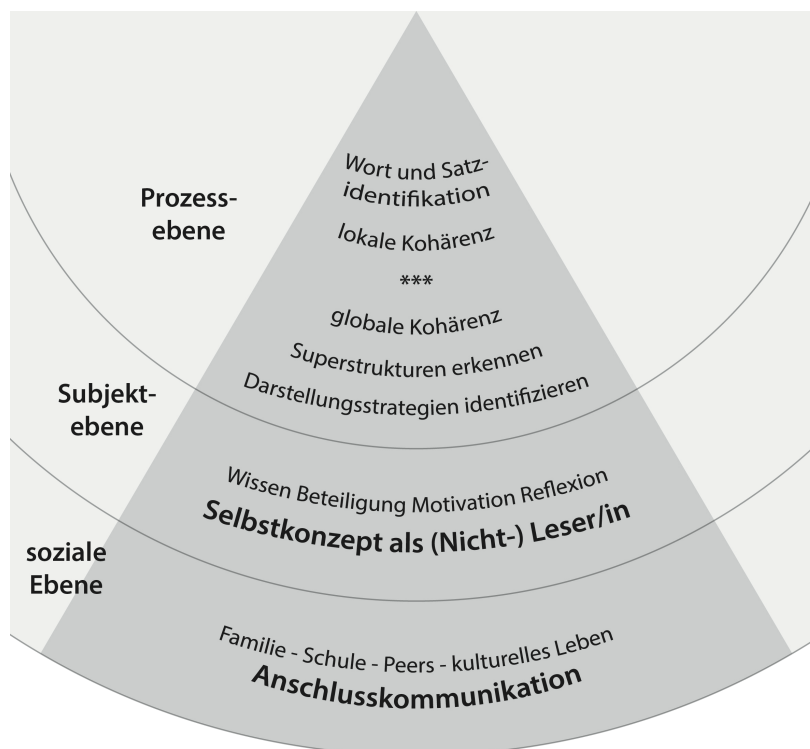 Prozess-
ebene
Wort und Satz-
identifikation
lokale Kohärenz
***
globale Kohärenz
Superstrukturen erkennen
Darstellungsstrategien identifizieren
Subjekt-
ebene
Wissen Beteiligung Motivation Reflexion
Selbstkonzept als (Nicht-) Leser/in
soziale
Ebene
Familie - Schule - Peers - kulturelles Leben
Anschlusskommunikation